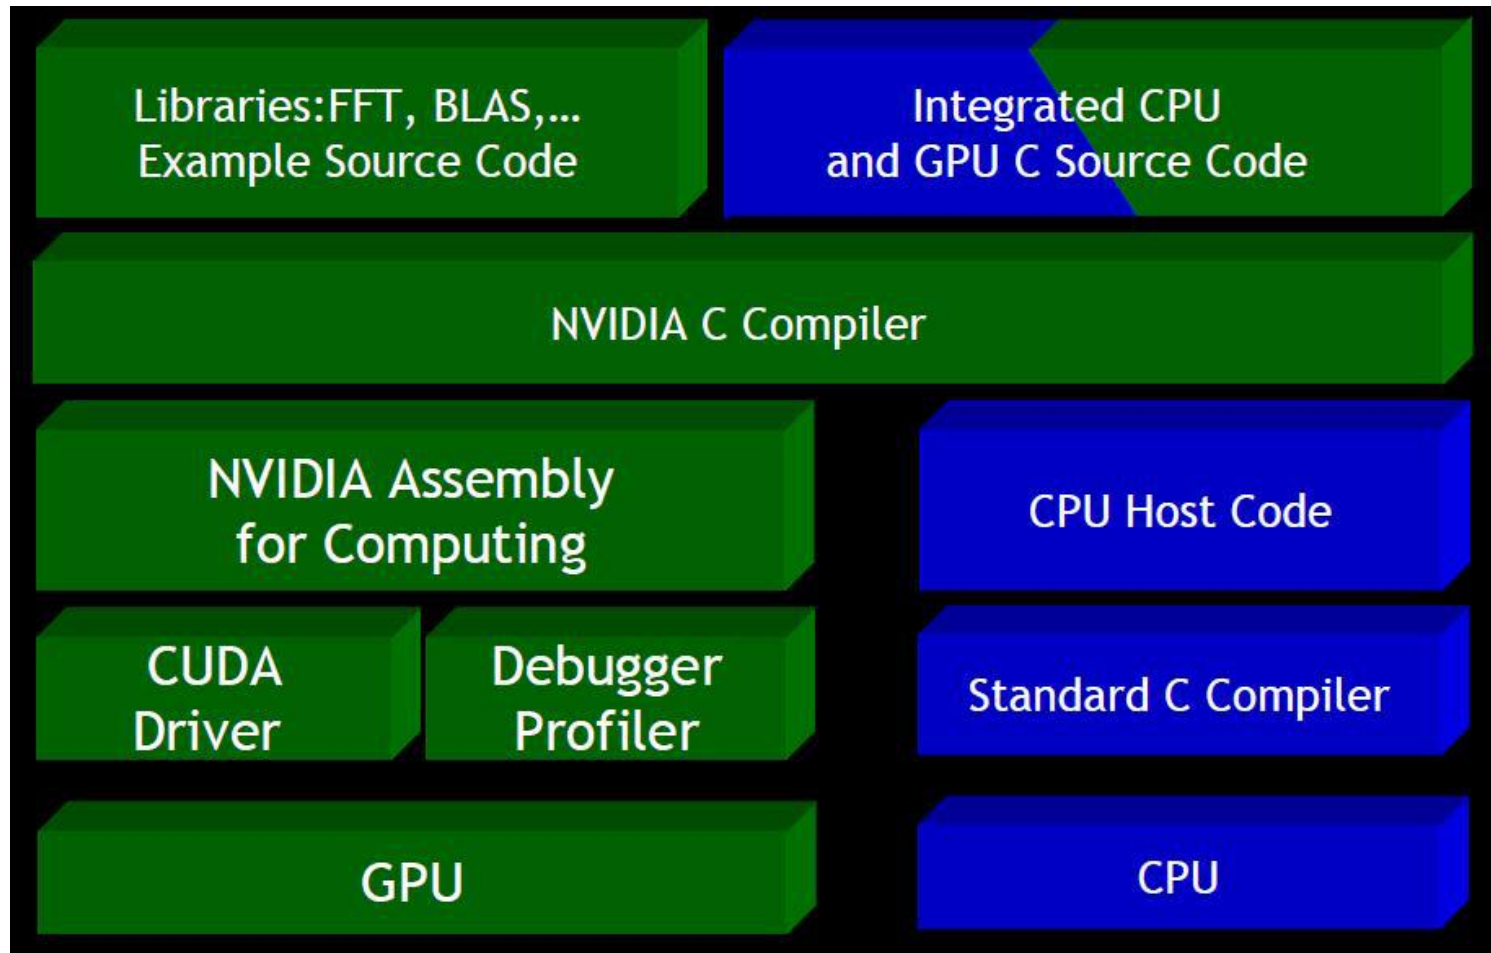 Libraries:FFT, BLAS,…
Example Source Code
Integrated CPU
and GPU C Source Code
NVIDIA C Compiler
NVIDIA Assembly
for Computing
CPU Host Code
CUDA
Driver
Debugger
Profiler
Standard C Compiler
GPU
CPU